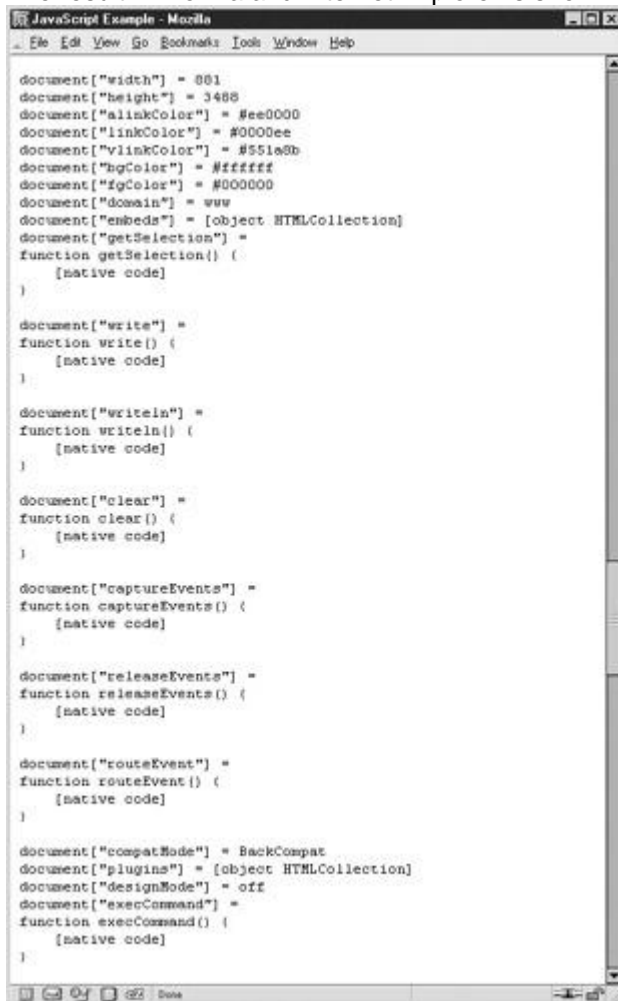 JavaScript Example - Mozilla
File Edit View Go Bookmarks Tools Window Help
document["width"] = 881
document["height"] = 3488
document["alinkColor"] = #ee0000
document["linkColor"] = #0000ee
document["vlinkColor"] = #551a8b
document["bgColor"] = #ffffff
document["fgColor"] = #000000
document["domain"] = www
document["embeds"] = [object HTMLCollection]
document["getSelection"] =
function getSelection() {
[native code]
}
document["write"] =
function write() {
[native code]
}
document["writeln"] =
function writeln() {
[native code]
}
document["clear"] =
function clear() {
[native code]
}
document["captureEvents"] =
function captureEvents() {
[native code]
}
document["releaseEvents"] =
function releaseEvents() {
[native code]
}
document["routeEvent"] =
function routeEvent() {
[native code]
}
document["compatMode"] = BackCompat
document["plugins"] = [object HTMLCollection]
document["designMode"] = off
document["execCommand"] =
function execCommand() {
[native code]
}
Done